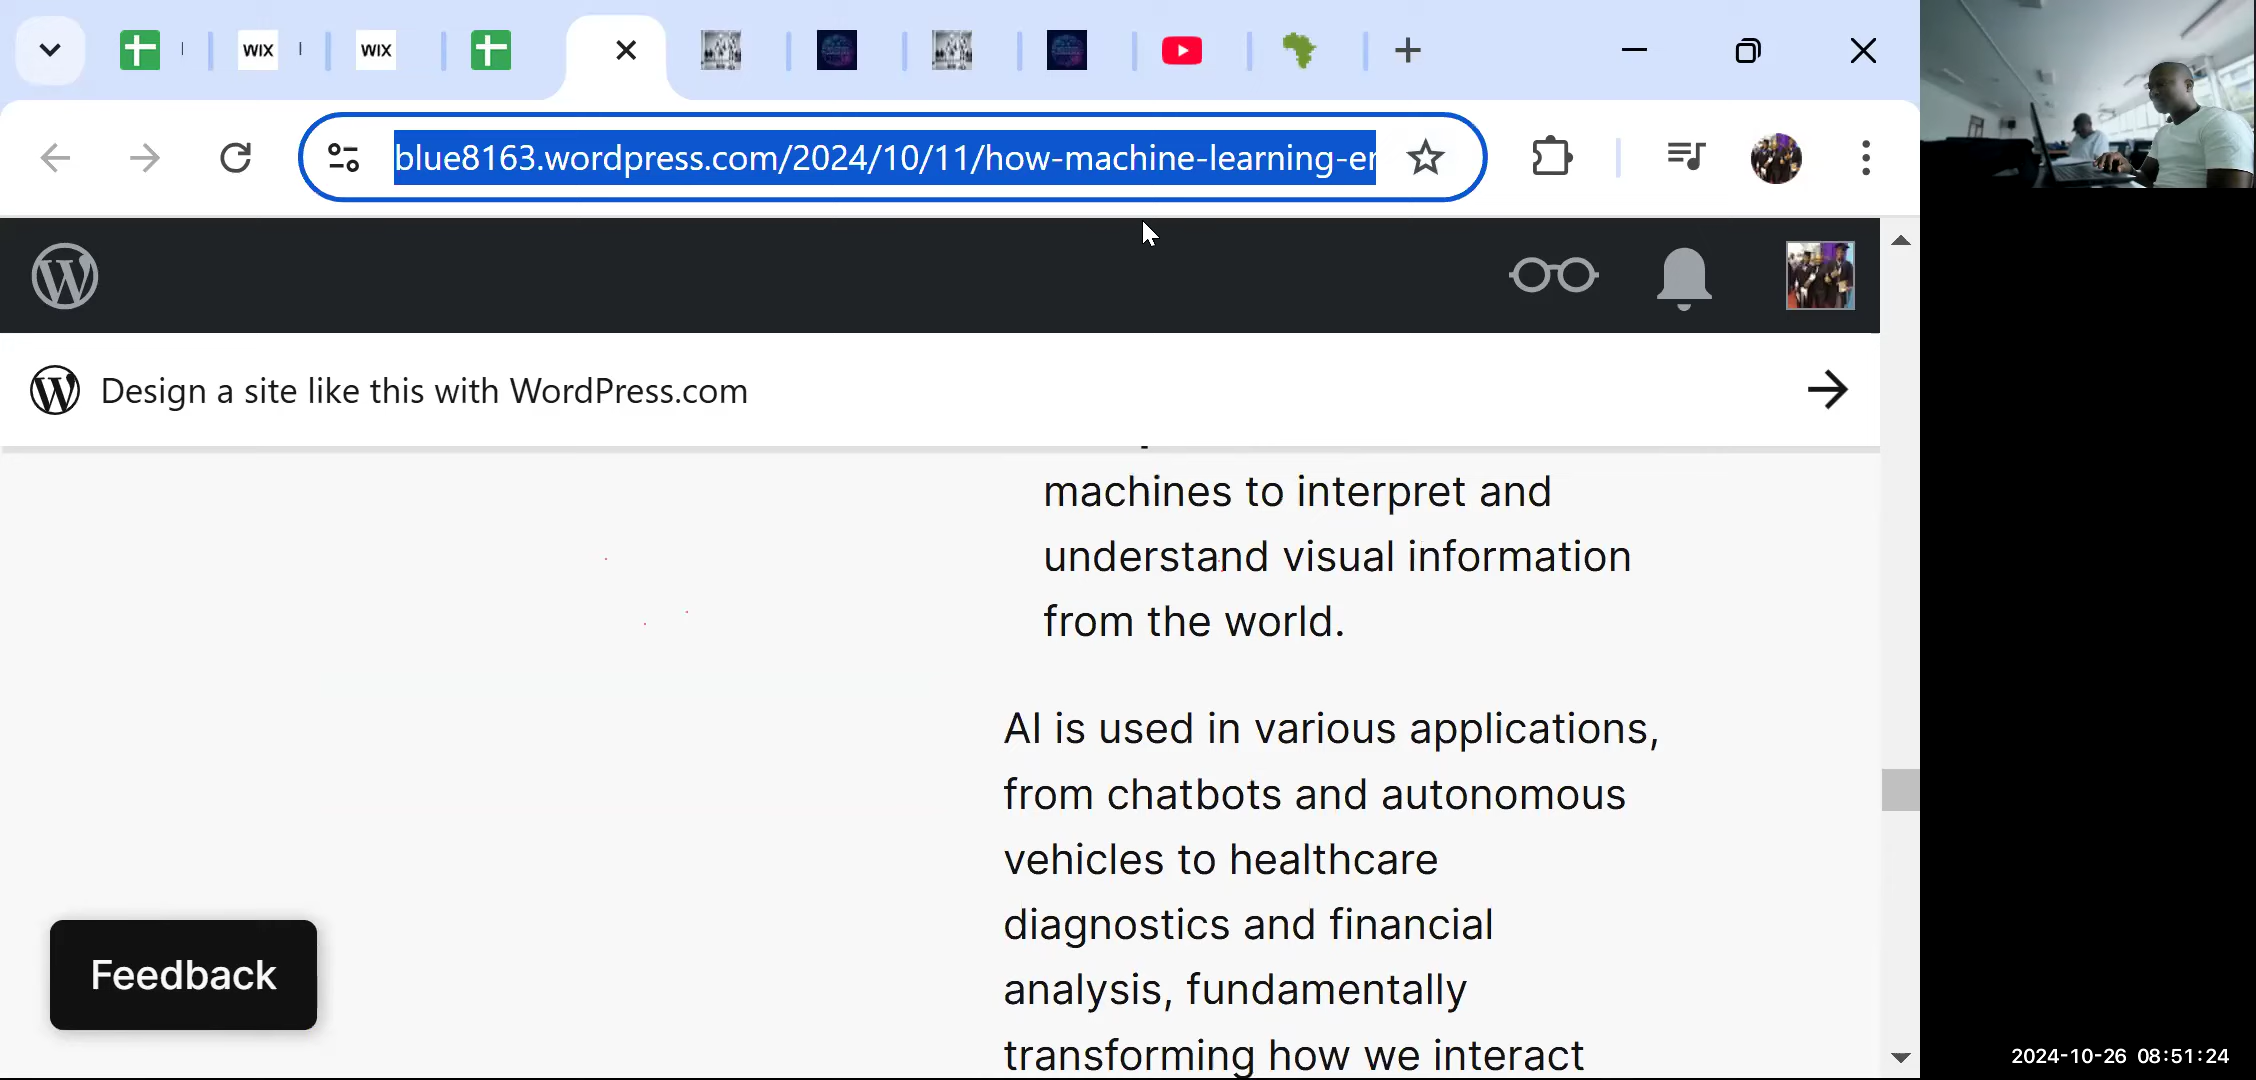 WIX
WIX
blue8163.wordpress.com/2024/10/11/how-machine-learning-er
Design a site like this with WordPress.com
machines to interpret and
understand visual information
from the world.
AI is used in various applications,
from chatbots and autonomous
vehicles to healthcare
diagnostics and financial
analysis, fundamentally
transforming how we interact
Feedback
2024-10-26 08:51:24